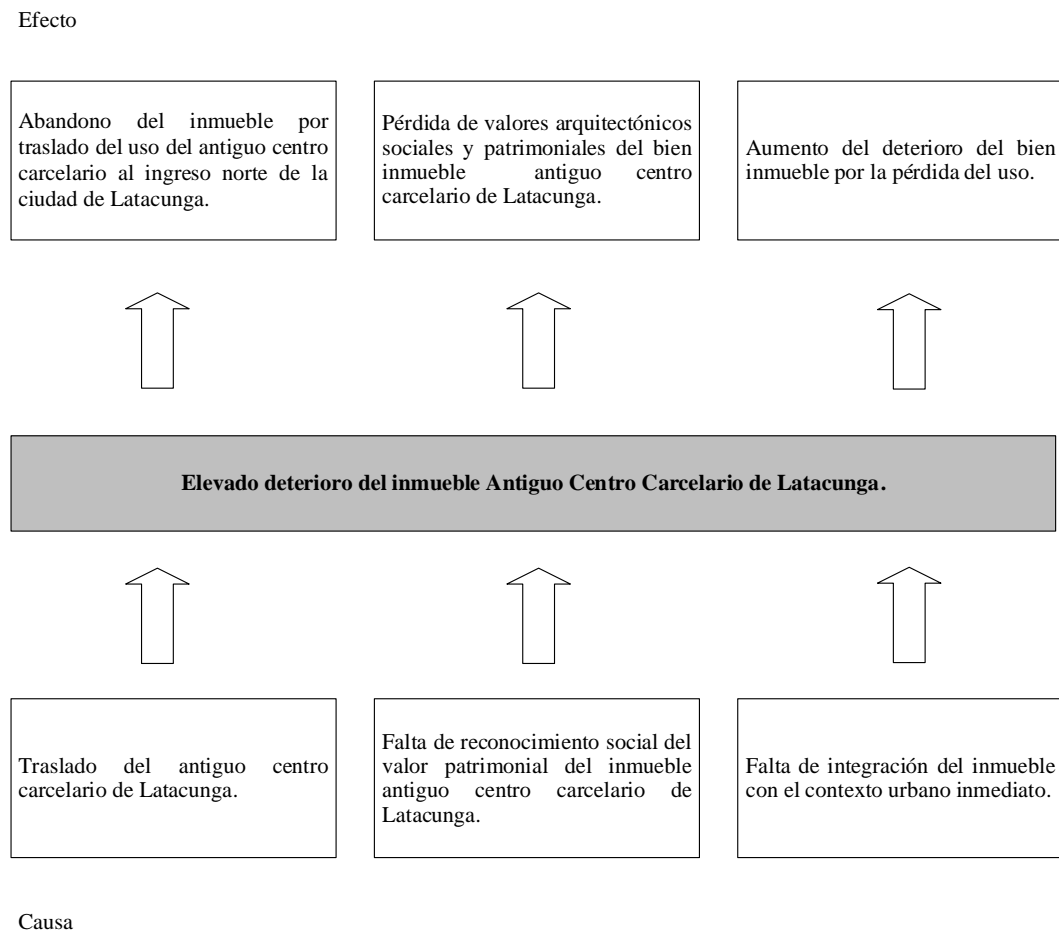 Efecto
Abandono del inmueble por
traslado del uso del antiguo centro
carcelario al ingreso norte de la
ciudad de Latacunga.
Pérdida de valores arquitectónicos
sociales y patrimoniales del bien
inmueble antiguo centro
carcelario de Latacunga.
Aumento del deterioro del bien
inmueble por la pérdida del uso.
Elevado deterioro del inmueble Antiguo Centro Carcelario de Latacunga.
Traslado del antiguo centro
carcelario de Latacunga.
Falta de reconocimiento social del
valor patrimonial del inmueble
antiguo centro carcelario de
Latacunga.
Falta de integración del inmueble
con el contexto urbano inmediato.
Causa